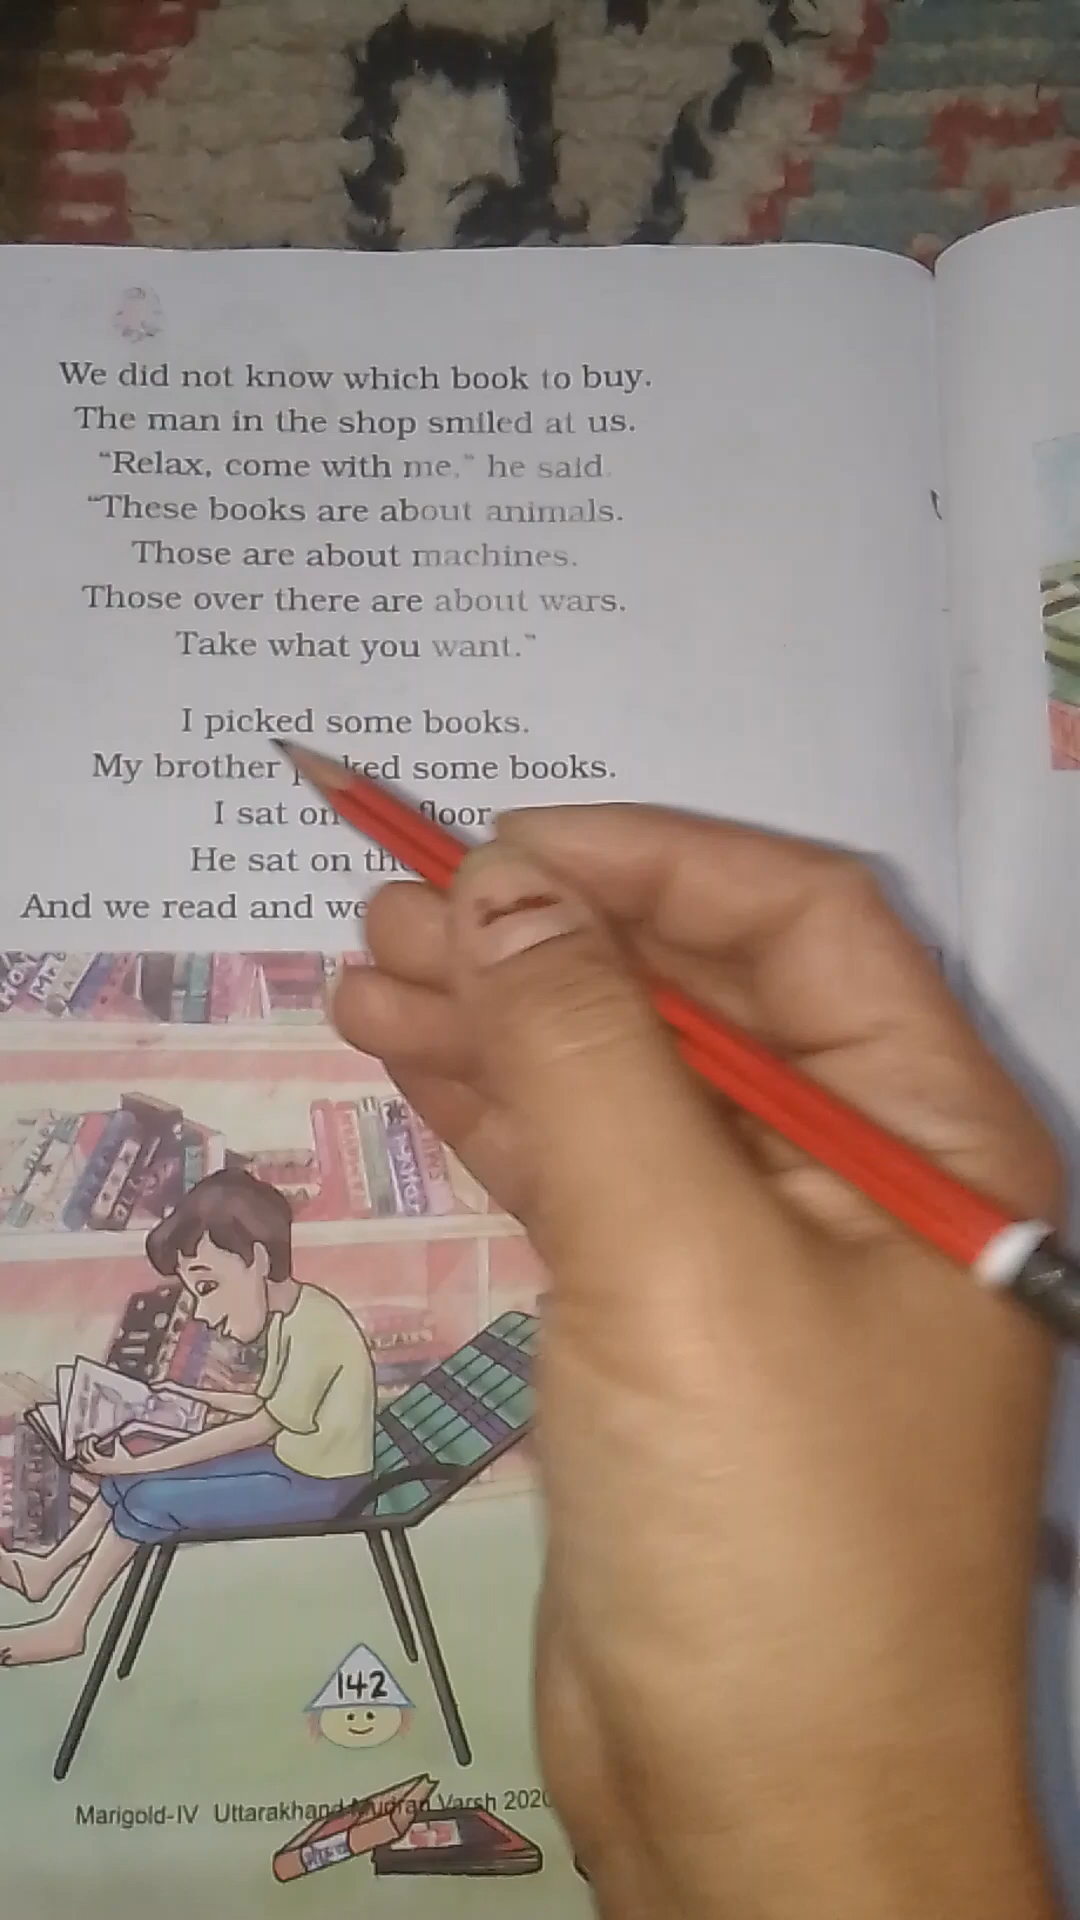 We did not know which book to buy.
The man in the shop smiled at us.
“Relax, come with me,” he said.
“These books are about animals.
Those are about machines.
Those over there are about wars.
Take what you want.”
I picked some books.
My brother some books.
I sat on floor.
He sat on
And we read and we
142
Marigold-IV Uttarakhand Mudran Varsh